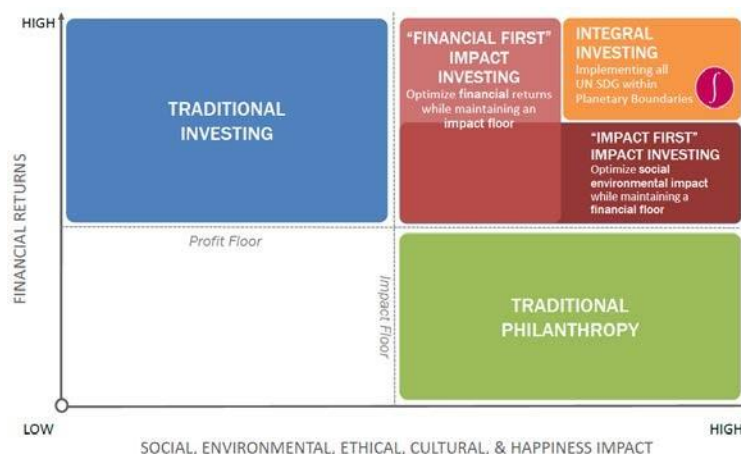 HIGH
"FINANCIAL FIRST"
IMPACT
INVESTING
Optimize financial returns
while maintaining an
impact floor
INTEGRAL
INVESTING
Implementing all
UN SDG within
Planetary Boundaries
TRADITIONAL
INVESTING
"IMPACT FIRST"
IMPACT INVESTING
Optimize social
environmental impact
while maintaining a
financial floor
FINANCIAL RETURNS
Profit Floor
Impact Floor
TRADITIONAL
PHILANTHROPY
LOW
HIGH
SOCIAL, ENVIRONMENTAL, ETHICAL, CULTURAL, & HAPPINESS IMPACT